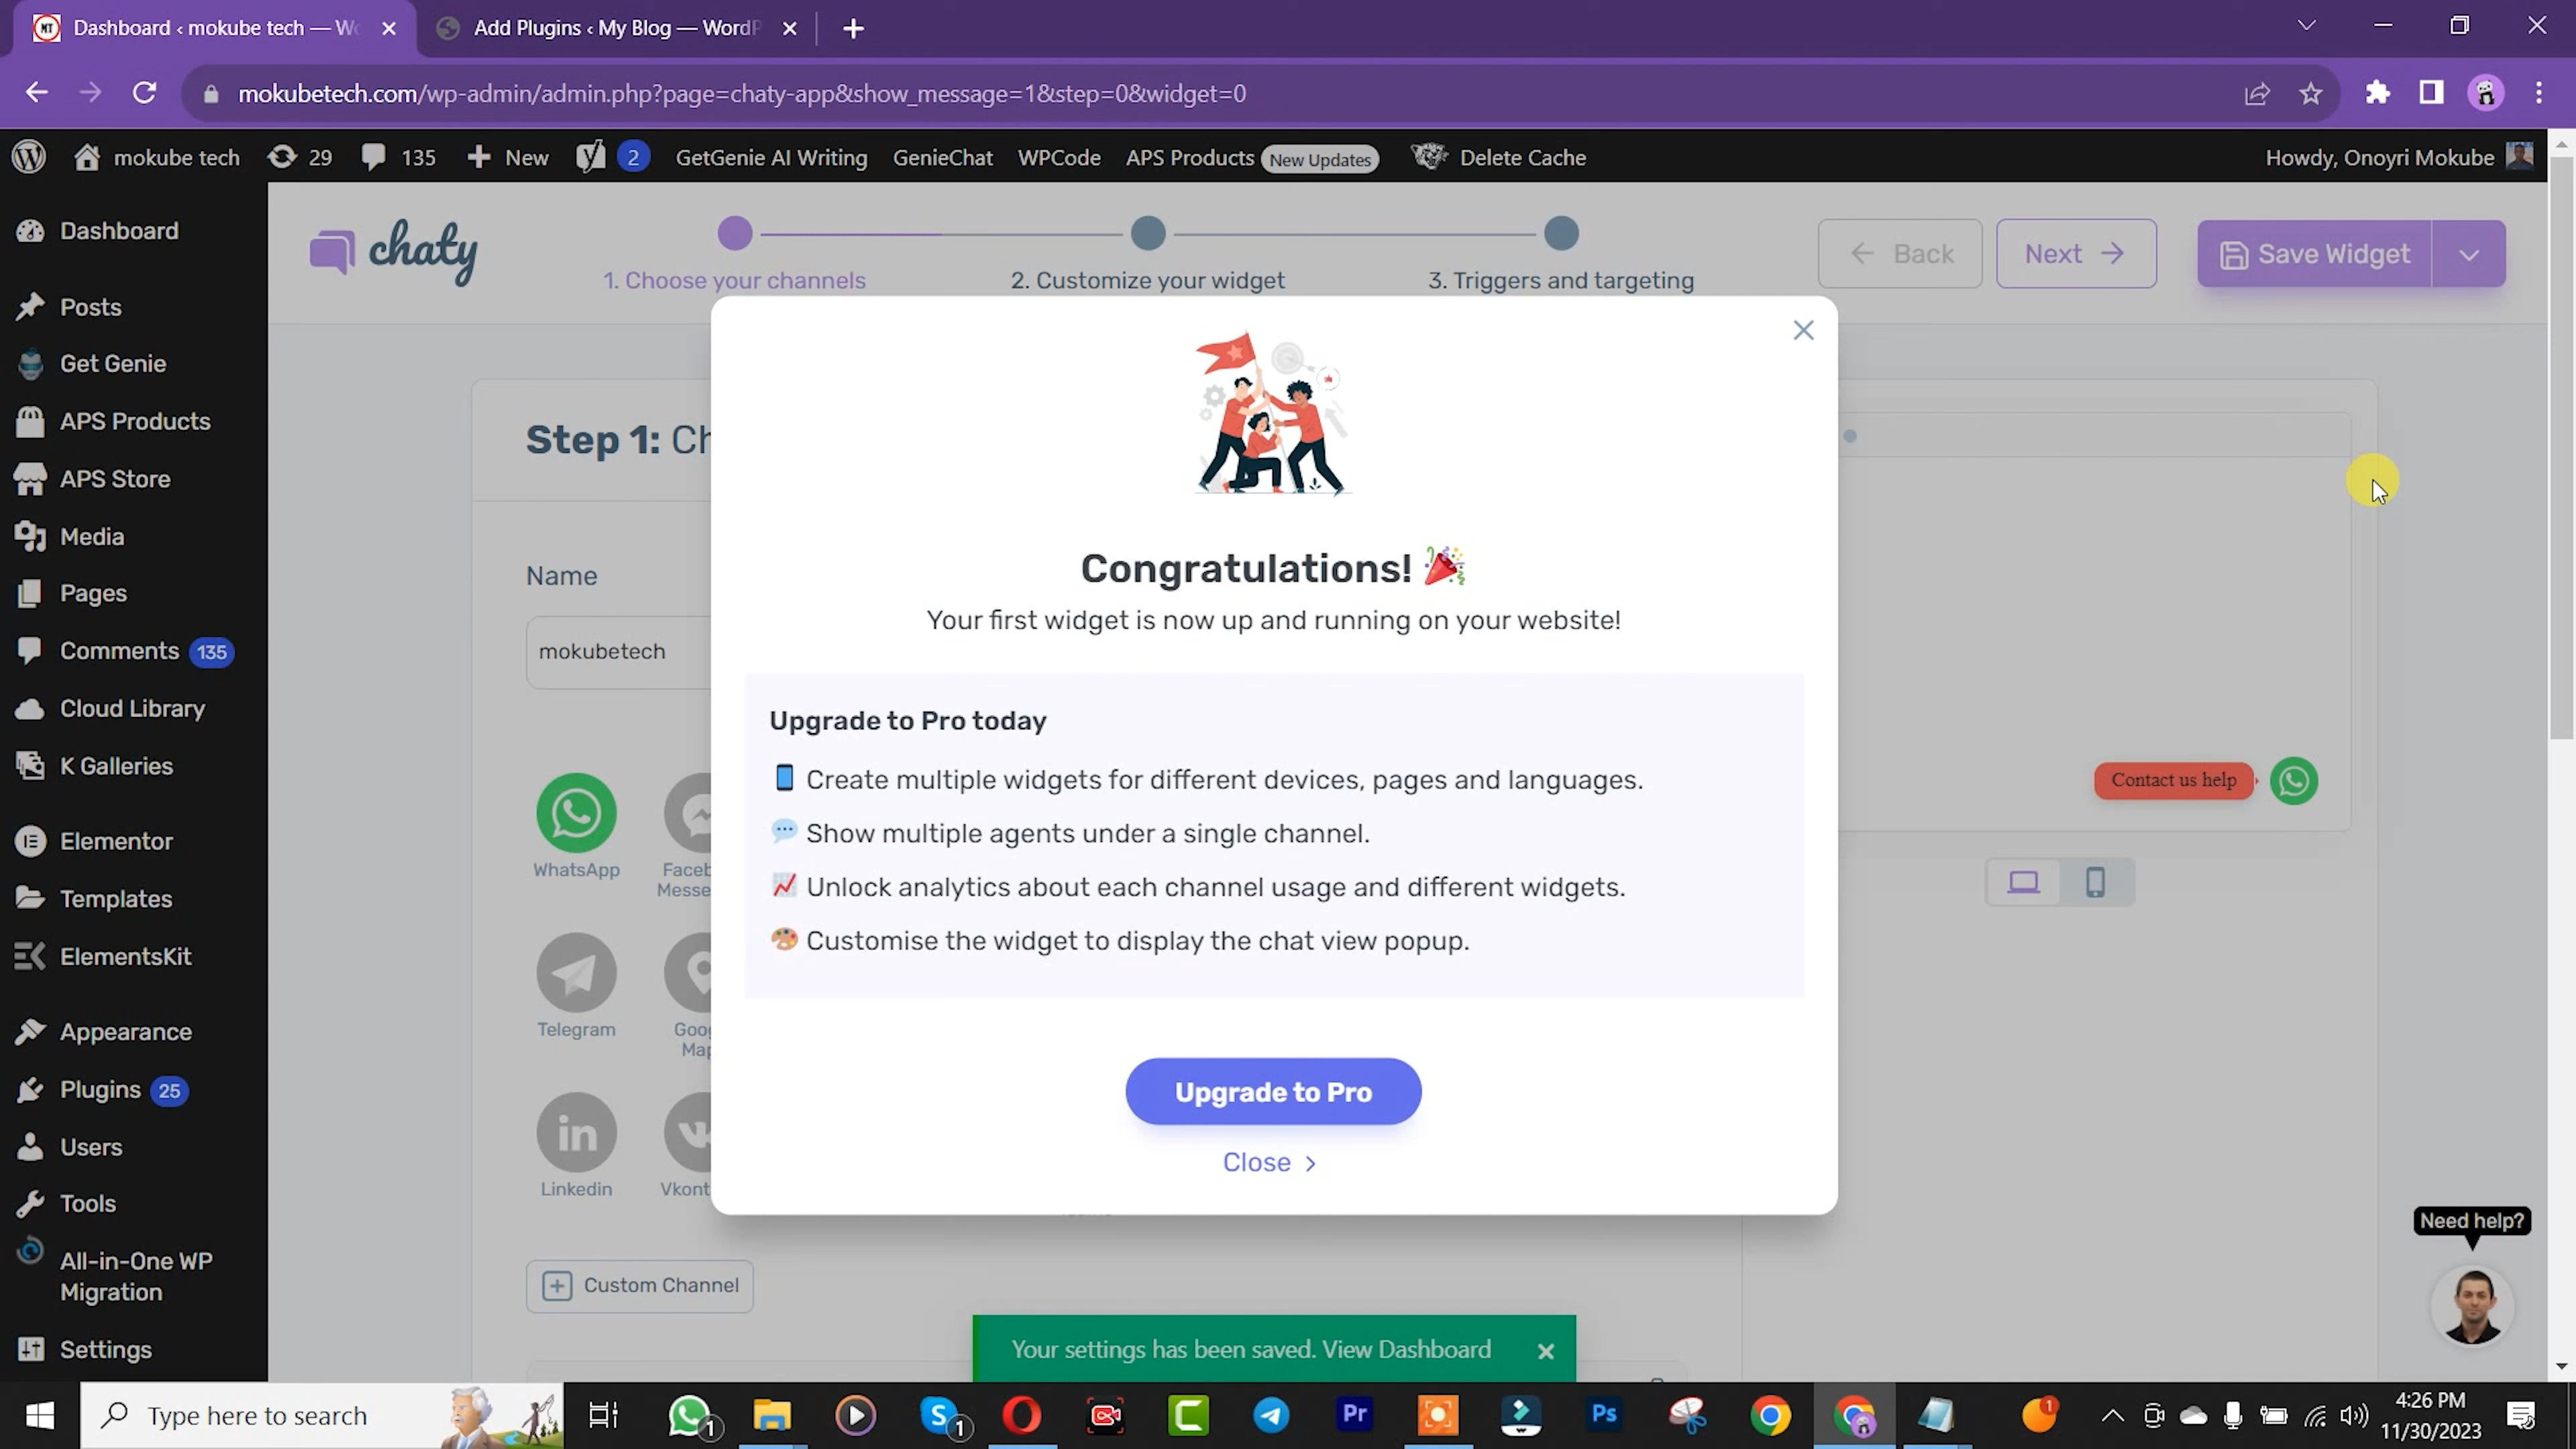 Dashboard ‹ mokube tech — Wo
Add Plugins ‹ My Blog — WordP
mokubetech.com/wp-admin/admin.php?page=chaty-app&show_message=1&step=0&widget=0
mokube tech 29 135 New 2 GetGenie AI Writing GenieChat WPCode APS Products New Updates Delete Cache Howdy, Onoyri Mokube
Dashboard
Posts
Get Genie
APS Products
APS Store
Media
Pages
Comments 135
Cloud Library
K Galleries
Elementor
Templates
ElementsKit
Appearance
Plugins 25
Users
Tools
All-in-One WP
Migration
Settings
chaty
1. Choose your channels
2. Customize your widget
3. Triggers and targeting
Back
Next
Save Widget
Step 1: Ch
Name
mokubetech
WhatsApp
Faceb
Messe
Telegram
Goog
Map
Linkedin
Vkont
Custom Channel
Congratulations!
Your first widget is now up and running on your website!
Upgrade to Pro today
Create multiple widgets for different devices, pages and languages.
Show multiple agents under a single channel.
Unlock analytics about each channel usage and different widgets.
Customise the widget to display the chat view popup.
Upgrade to Pro
Close
Contact us help
Need help?
Your settings has been saved. View Dashboard
Type here to search
1
1
Pr
Ps
1
4:26 PM
11/30/2023